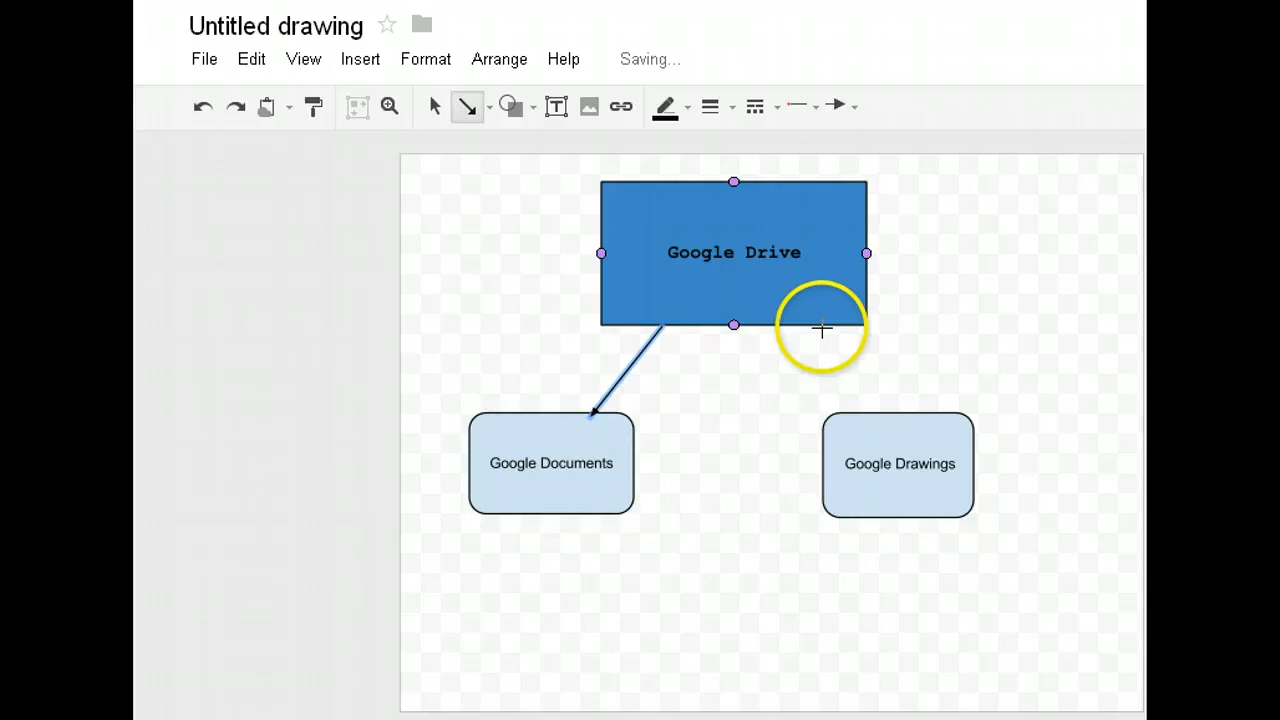 Untitled drawing
File Edit View Insert Format Arrange Help Saving...
Google Drive
Google Documents
Google Drawings